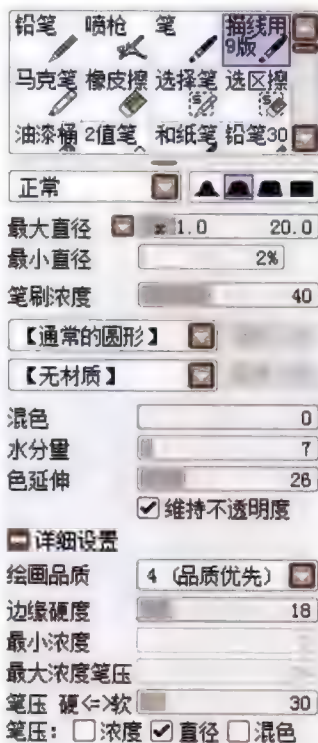 铅笔 喷枪 笔 描线用9版
马克笔 橡皮擦 选择笔 选区擦
油漆桶 2值笔 和纸笔 铅笔30
正常
最大直径 x 1.0 20.0
最小直径 2%
笔刷浓度 40
【通常的圆形】
【无材质】
混色 0
水分量 7
色延伸 26
维持不透明度
详细设置
绘画品质 4 (品质优先)
边缘硬度 18
最小浓度
最大浓度笔压
笔压 硬<=>软 30
笔压: 浓度 直径 混色